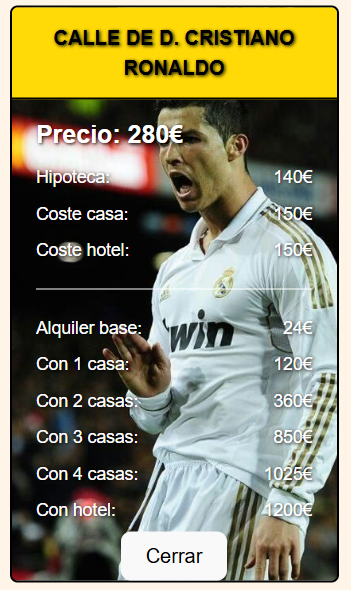 CALLE DE D. CRISTIANO
RONALDO
Precio: 280€
Hipoteca: 140€
Coste casa: 150€
Coste hotel: 150€
Alquiler base: 24€
Con 1 casa: 120€
Con 2 casas: 360€
Con 3 casas: 850€
Con 4 casas: 1025€
Con hotel: 1200€
win
Cerrar